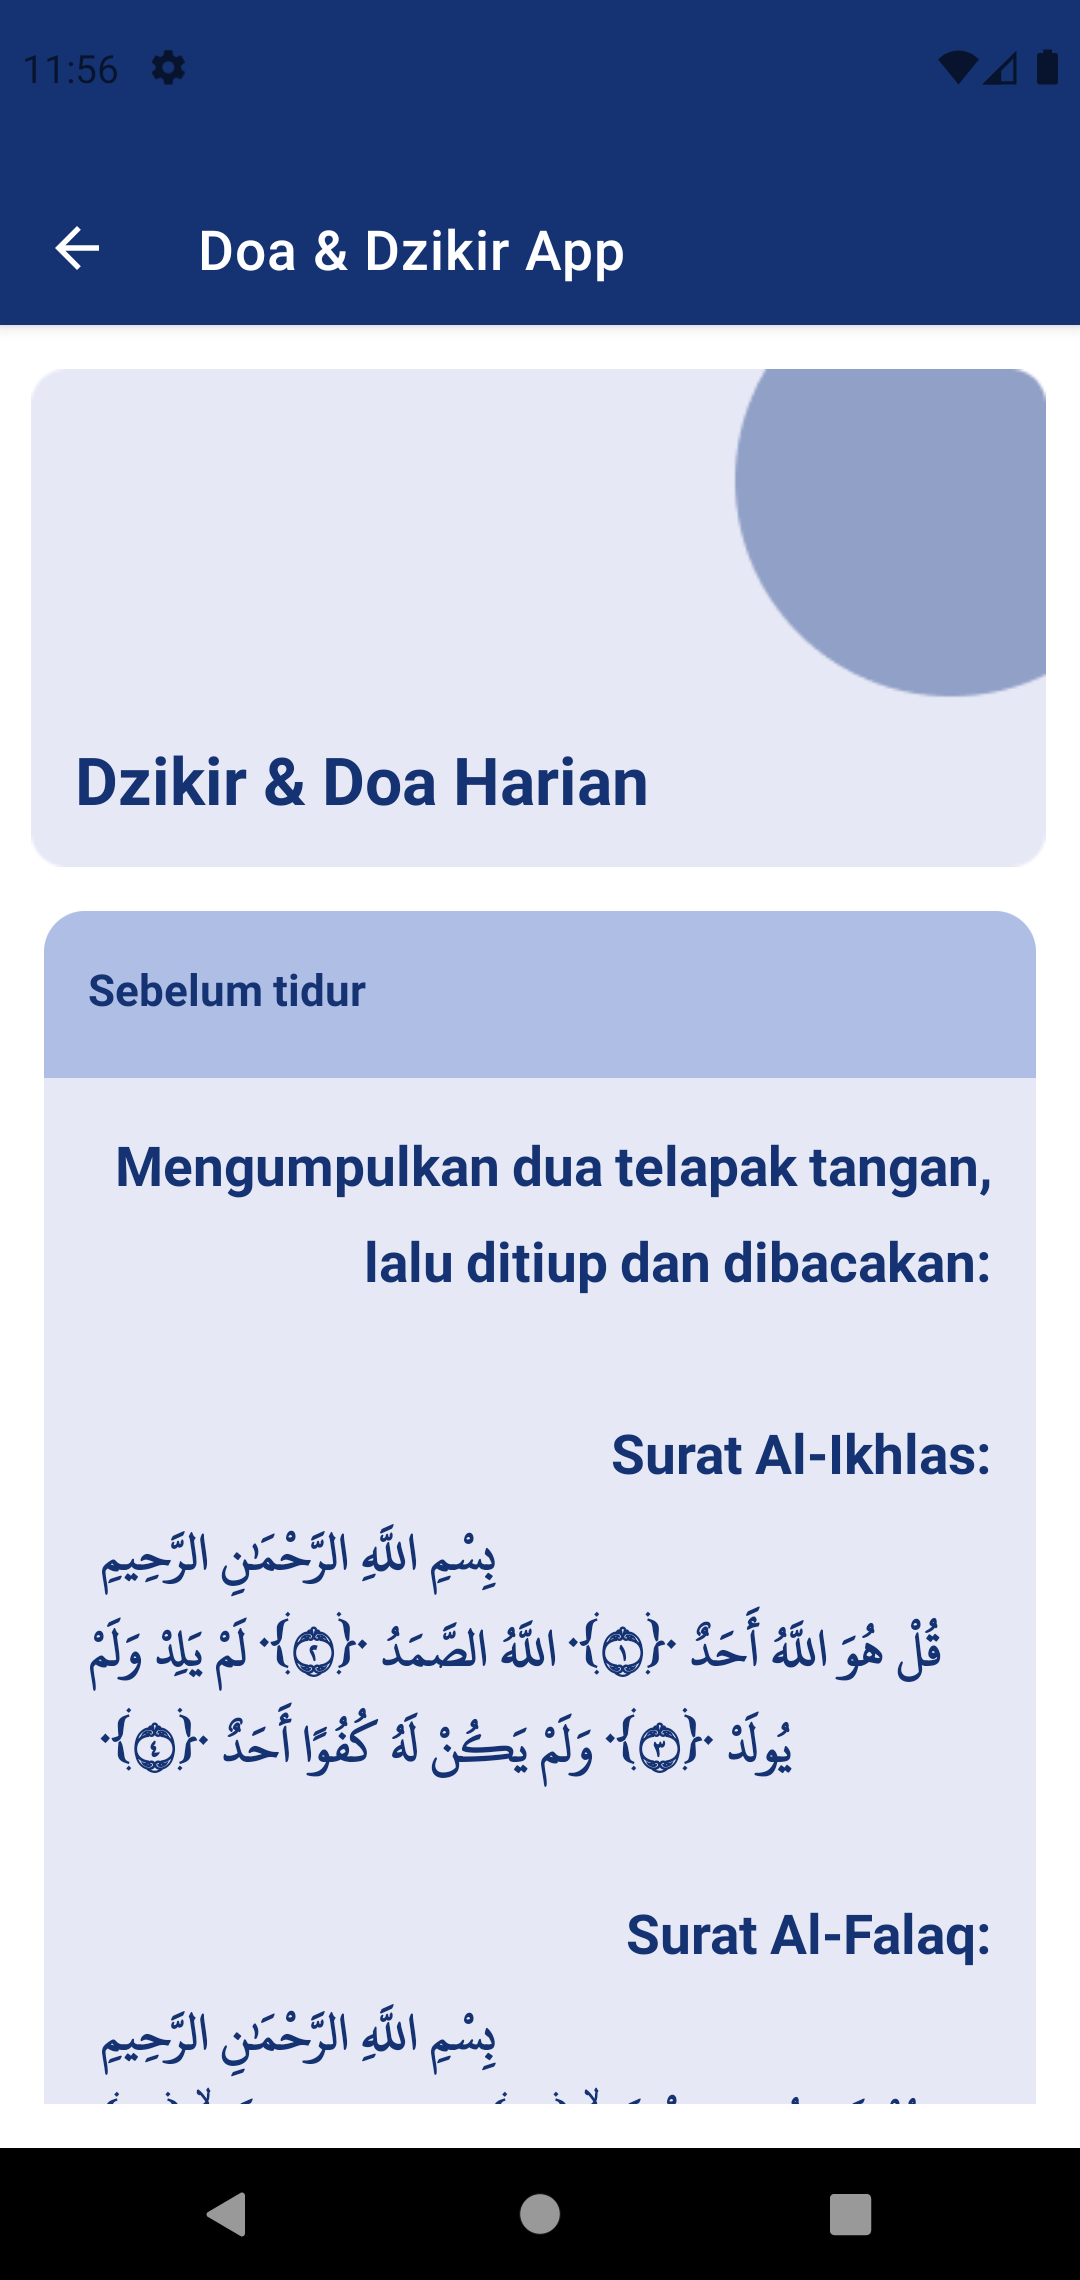 11:56
Doa & Dzikir App
Dzikir & Doa Harian
Sebelum tidur
Mengumpulkan dua telapak tangan,
lalu ditiup dan dibacakan:
Surat Al-Ikhlas:
بِسْمِ اللَّهِ الرَّحْمَٰنِ الرَّحِيمِ
قُلْ هُوَ اللَّهُ أَحَدٌ ۝١ اللَّهُ الصَّمَدُ ۝٢ لَمْ يَلِدْ وَلَمْ
يُولَدْ ۝٣ وَلَمْ يَكُنْ لَهُ كُفُوًا أَحَدٌ ۝٤
Surat Al-Falaq:
بِسْمِ اللَّهِ الرَّحْمَٰنِ الرَّحِيمِ